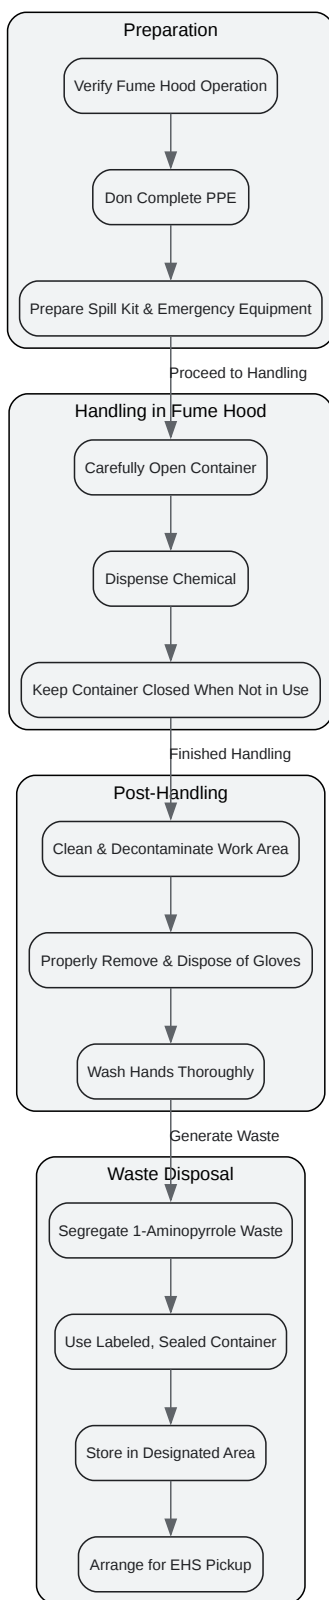 Preparation
Verify Fume Hood Operation
Don Complete PPE
Prepare Spill Kit & Emergency Equipment
Proceed to Handling
Handling in Fume Hood
Carefully Open Container
Dispense Chemical
Keep Container Closed When Not in Use
Finished Handling
Post-Handling
Clean & Decontaminate Work Area
Properly Remove & Dispose of Gloves
Wash Hands Thoroughly
Generate Waste
Waste Disposal
Segregate 1-Aminopyrrole Waste
Use Labeled, Sealed Container
Store in Designated Area
Arrange for EHS Pickup